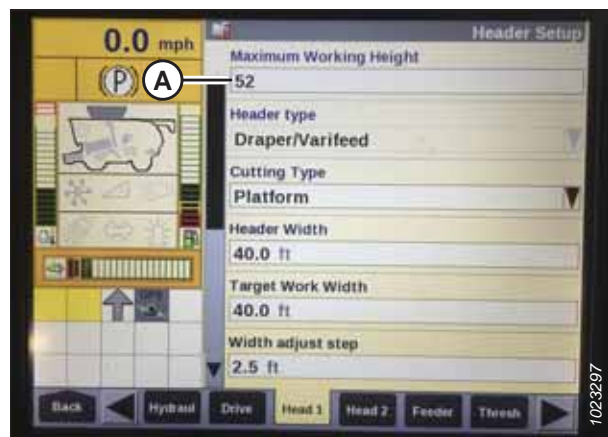 0.0 mph
Header Setup
(P)
A
Maximum Working Height
52
Header type
Draper/Varifeed
Cutting Type
Platform
Header Width
40.0 ft
Target Work Width
40.0 ft
Width adjust step
2.5 ft
Back
Hydraul
Drive
Head 1
Head 2
Feeder
Thresh
1023297